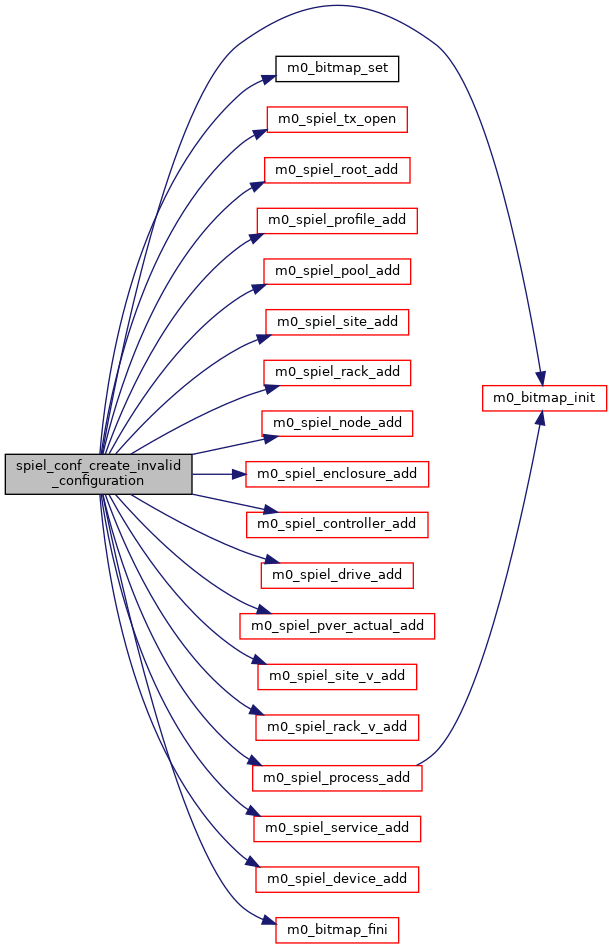 m0_bitmap_set
m0_spiel_tx_open
m0_spiel_root_add
m0_spiel_profile_add
m0_spiel_pool_add
m0_spiel_site_add
m0_spiel_rack_add
m0_bitmap_init
m0_spiel_node_add
spiel_conf_create_invalid
_configuration
m0_spiel_enclosure_add
m0_spiel_controller_add
m0_spiel_drive_add
m0_spiel_pver_actual_add
m0_spiel_site_v_add
m0_spiel_rack_v_add
m0_spiel_process_add
m0_spiel_service_add
m0_spiel_device_add
m0_bitmap_fini